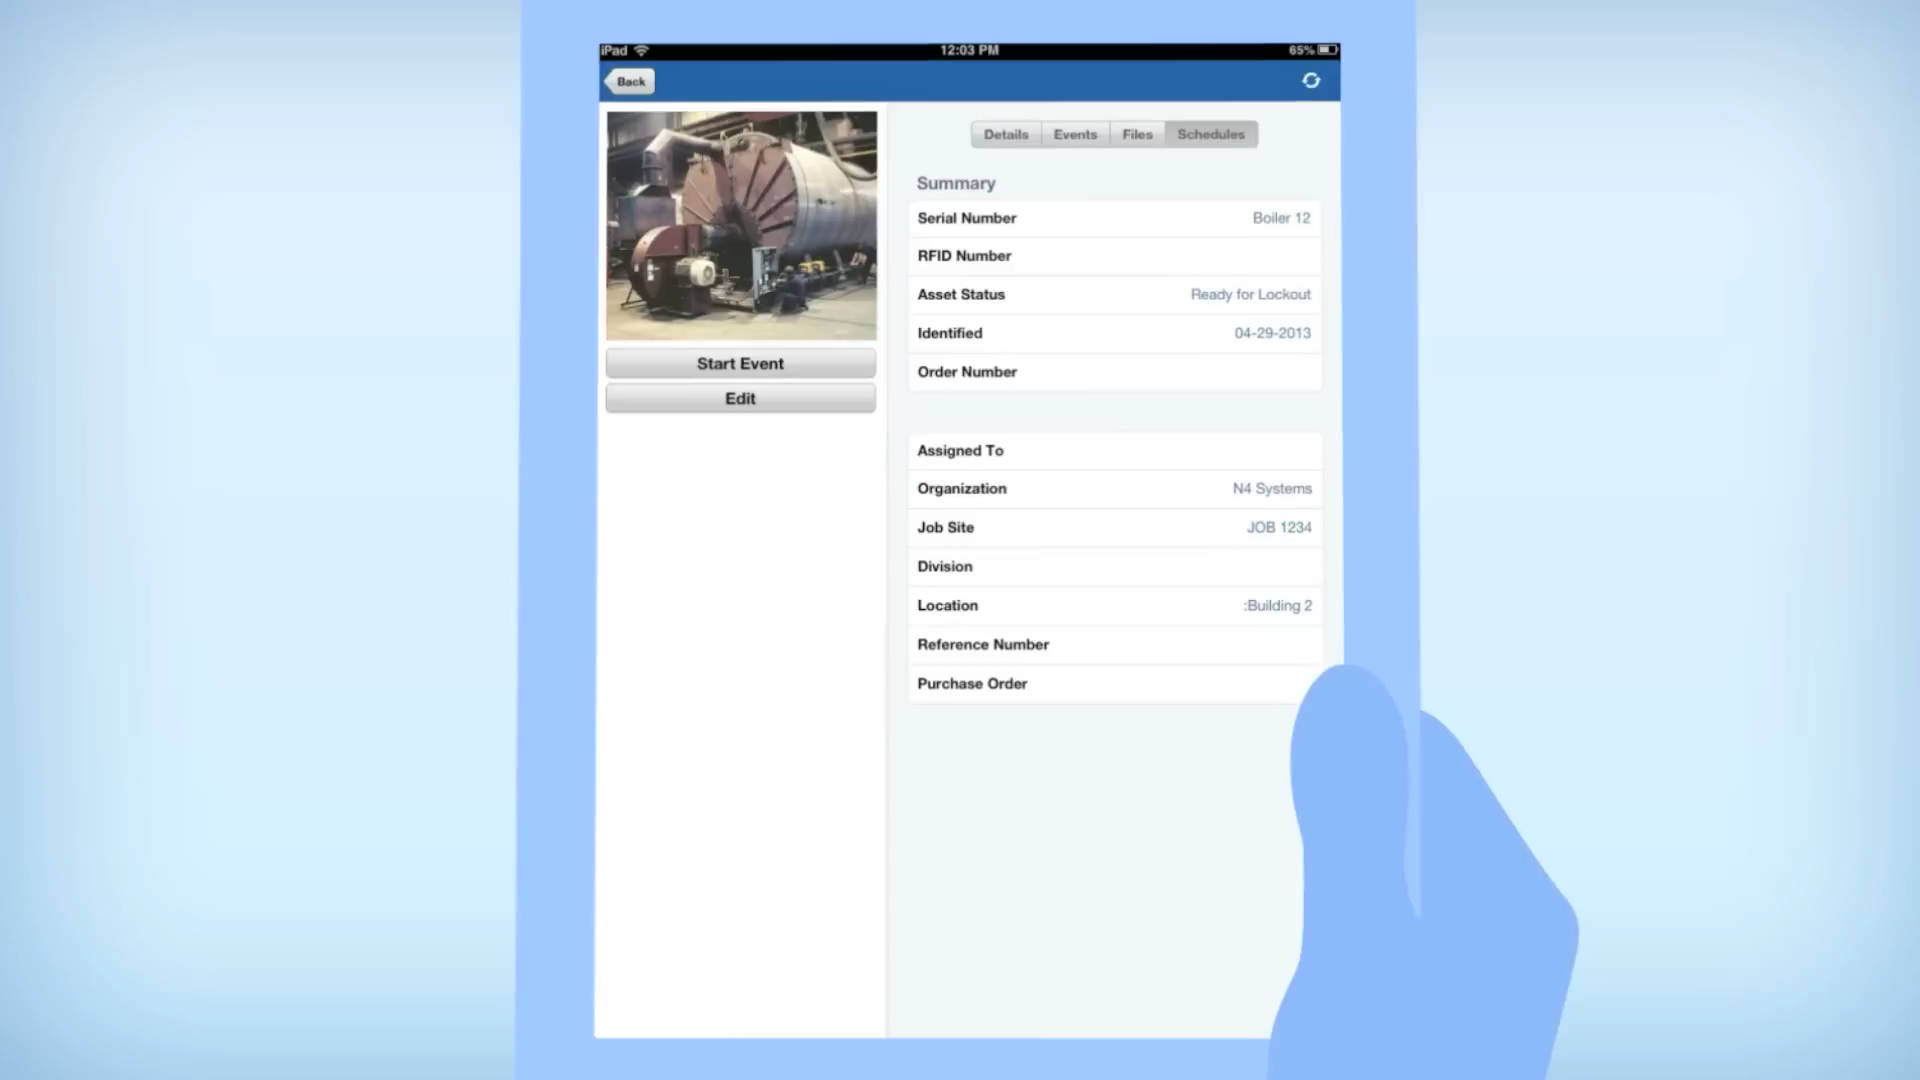 iPad 12:03 PM 65%
Back
Details Events Files Schedules
Summary
Serial Number Boiler 12
RFID Number
Asset Status Ready for Lockout
Identified 04-29-2013
Order Number
Start Event
Edit
Assigned To
Organization N4 Systems
Job Site JOB 1234
Division
Location :Building 2
Reference Number
Purchase Order